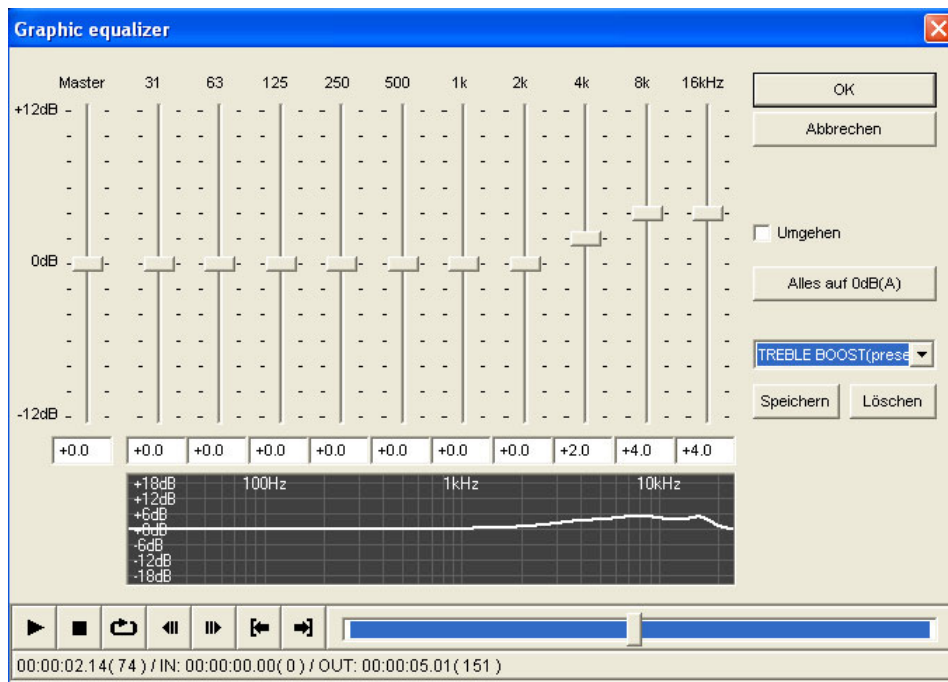 Graphic equalizer
Master 31 63 125 250 500 1k 2k 4k 8k 16kHz
+12dB
0dB
-12dB
OK
Abbrechen
Umgehen
Alles auf 0dB(A)
TREBLE BOOST(prese
Speichern Löschen
+0.0 +0.0 +0.0 +0.0 +0.0 +0.0 +0.0 +0.0 +2.0 +4.0 +4.0
+18dB 100Hz 1kHz 10kHz
+12dB
+6dB
+0dB
-6dB
-12dB
-18dB
00:00:02.14( 74 ) / IN: 00:00:00.00( 0 ) / OUT: 00:00:05.01( 151 )